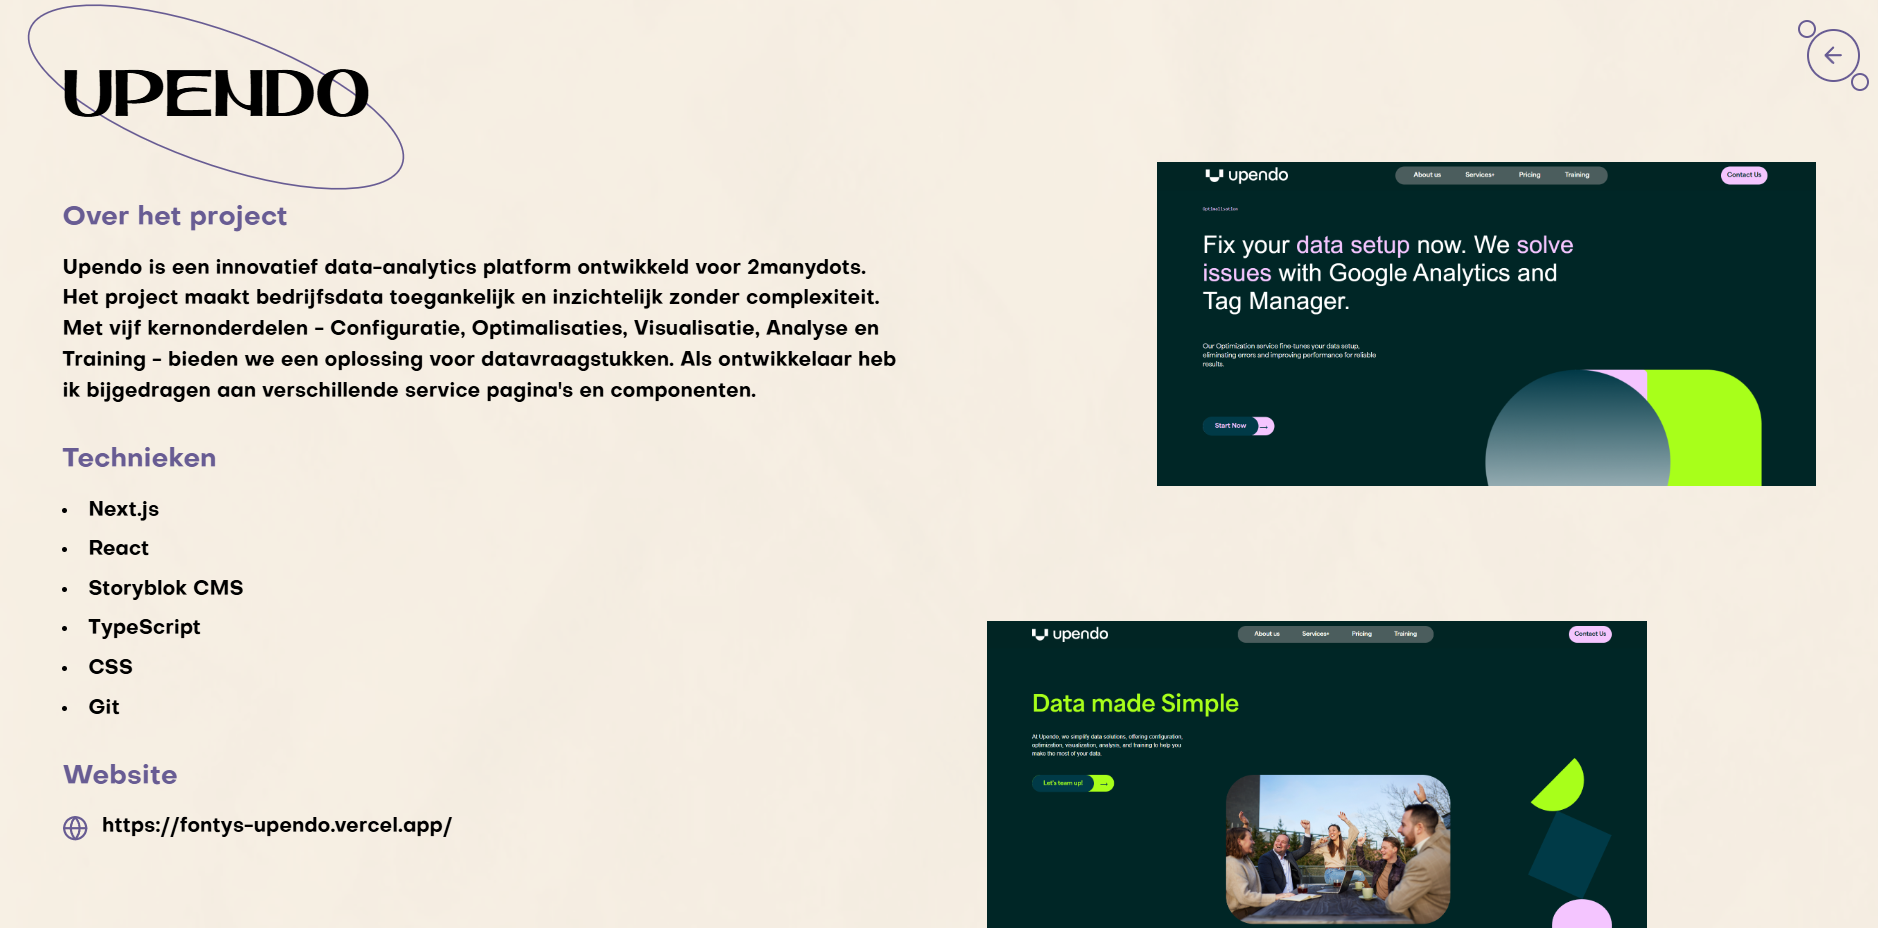 UPENDO
Over het project
Upendo is een innovatief data-analytics platform ontwikkeld voor 2manydots.
Het project maakt bedrijfsdata toegankelijk en inzichtelijk zonder complexiteit.
Met vijf kernonderdelen - Configuratie, Optimalisaties, Visualisatie, Analyse en
Training - bieden we een oplossing voor datavraagstukken. Als ontwikkelaar heb
ik bijgedragen aan verschillende service pagina's en componenten.
Technieken
• Next.js
• React
• Storyblok CMS
• TypeScript
• CSS
• Git
Website
https://fontys-upendo.vercel.app/
upendo
About us Services+ Pricing Training
Contact Us
Optimalisation
Fix your data setup now. We solve
issues with Google Analytics and
Tag Manager.
Our Optimization service fine-tunes your data setup,
eliminating errors and improving performance for reliable
results.
Start Now →
upendo
About us Services+ Pricing Training
Contact Us
Data made Simple
At Upendo, we simplify data solutions, offering configuration,
optimization, visualization, analysis, and training to help you
make the most of your data.
Let's team up! →